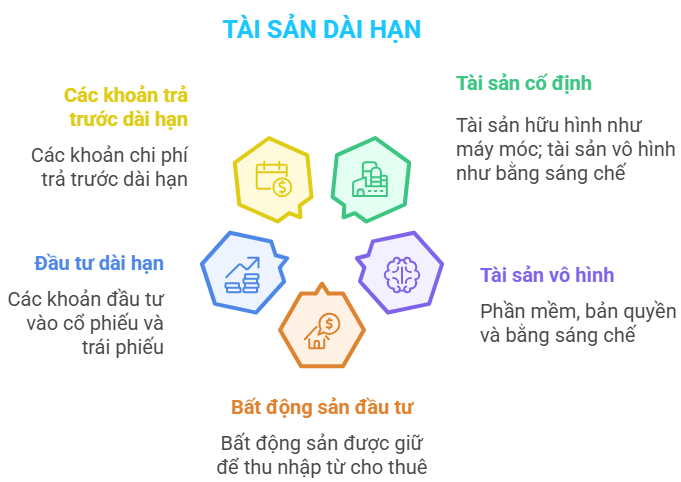 TÀI SẢN DÀI HẠN
Các khoản trả
trước dài hạn
Các khoản chi phí
trả trước dài hạn
Tài sản cố định
Tài sản hữu hình như
máy móc; tài sản vô hình
như bằng sáng chế
Đầu tư dài hạn
Các khoản đầu tư
vào cổ phiếu và
trái phiếu
Tài sản vô hình
Phần mềm, bản quyền
và bằng sáng chế
Bất động sản đầu tư
Bất động sản được giữ
để thu nhập từ cho thuê